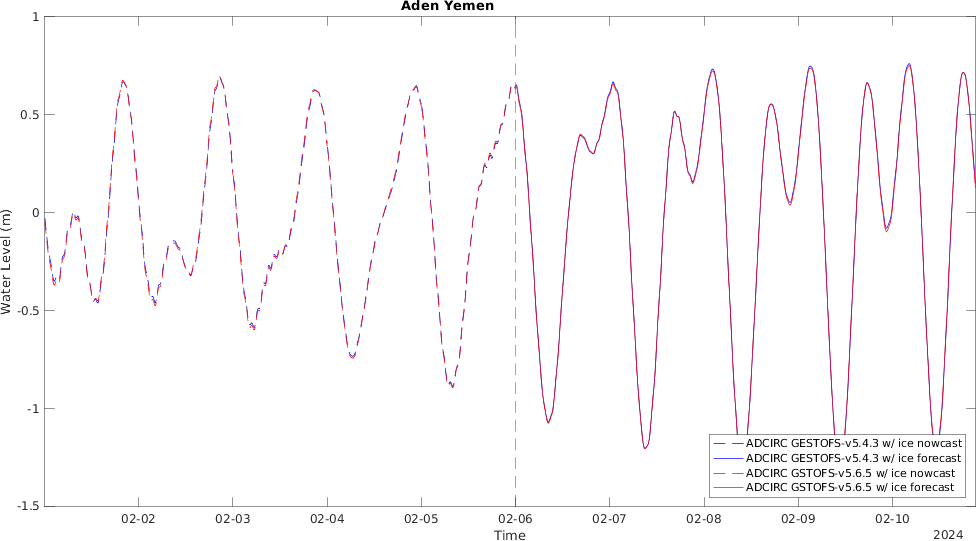 Aden Yemen
1
0.5
0
-0.5
-1
-1.5
Water Level (m)
ADCIRC GESTOFS-v5.4.3 w/ ice nowcast
ADCIRC GESTOFS-v5.4.3 w/ ice forecast
ADCIRC GSTOFS-v5.6.5 w/ ice nowcast
ADCIRC GSTOFS-v5.6.5 w/ ice forecast
02-02 02-03 02-04 02-05 02-06 02-07 02-08 02-09 02-10
Time
2024